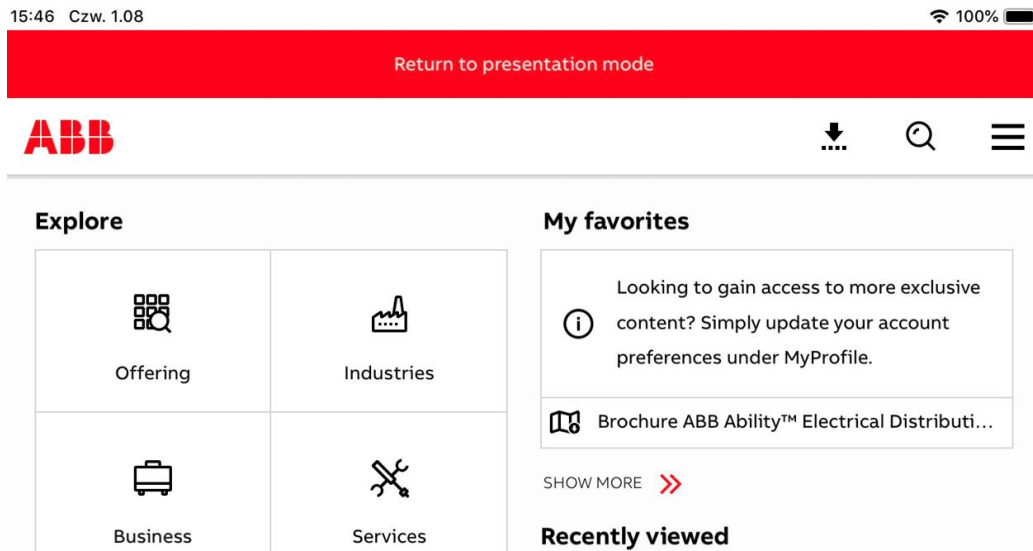 15:46 Czw. 1.08
100%
Return to presentation mode
ABB
Explore
Offering
Industries
Business
Services
My favorites
Looking to gain access to more exclusive
content? Simply update your account
preferences under MyProfile.
Brochure ABB Ability™ Electrical Distributi...
SHOW MORE
Recently viewed